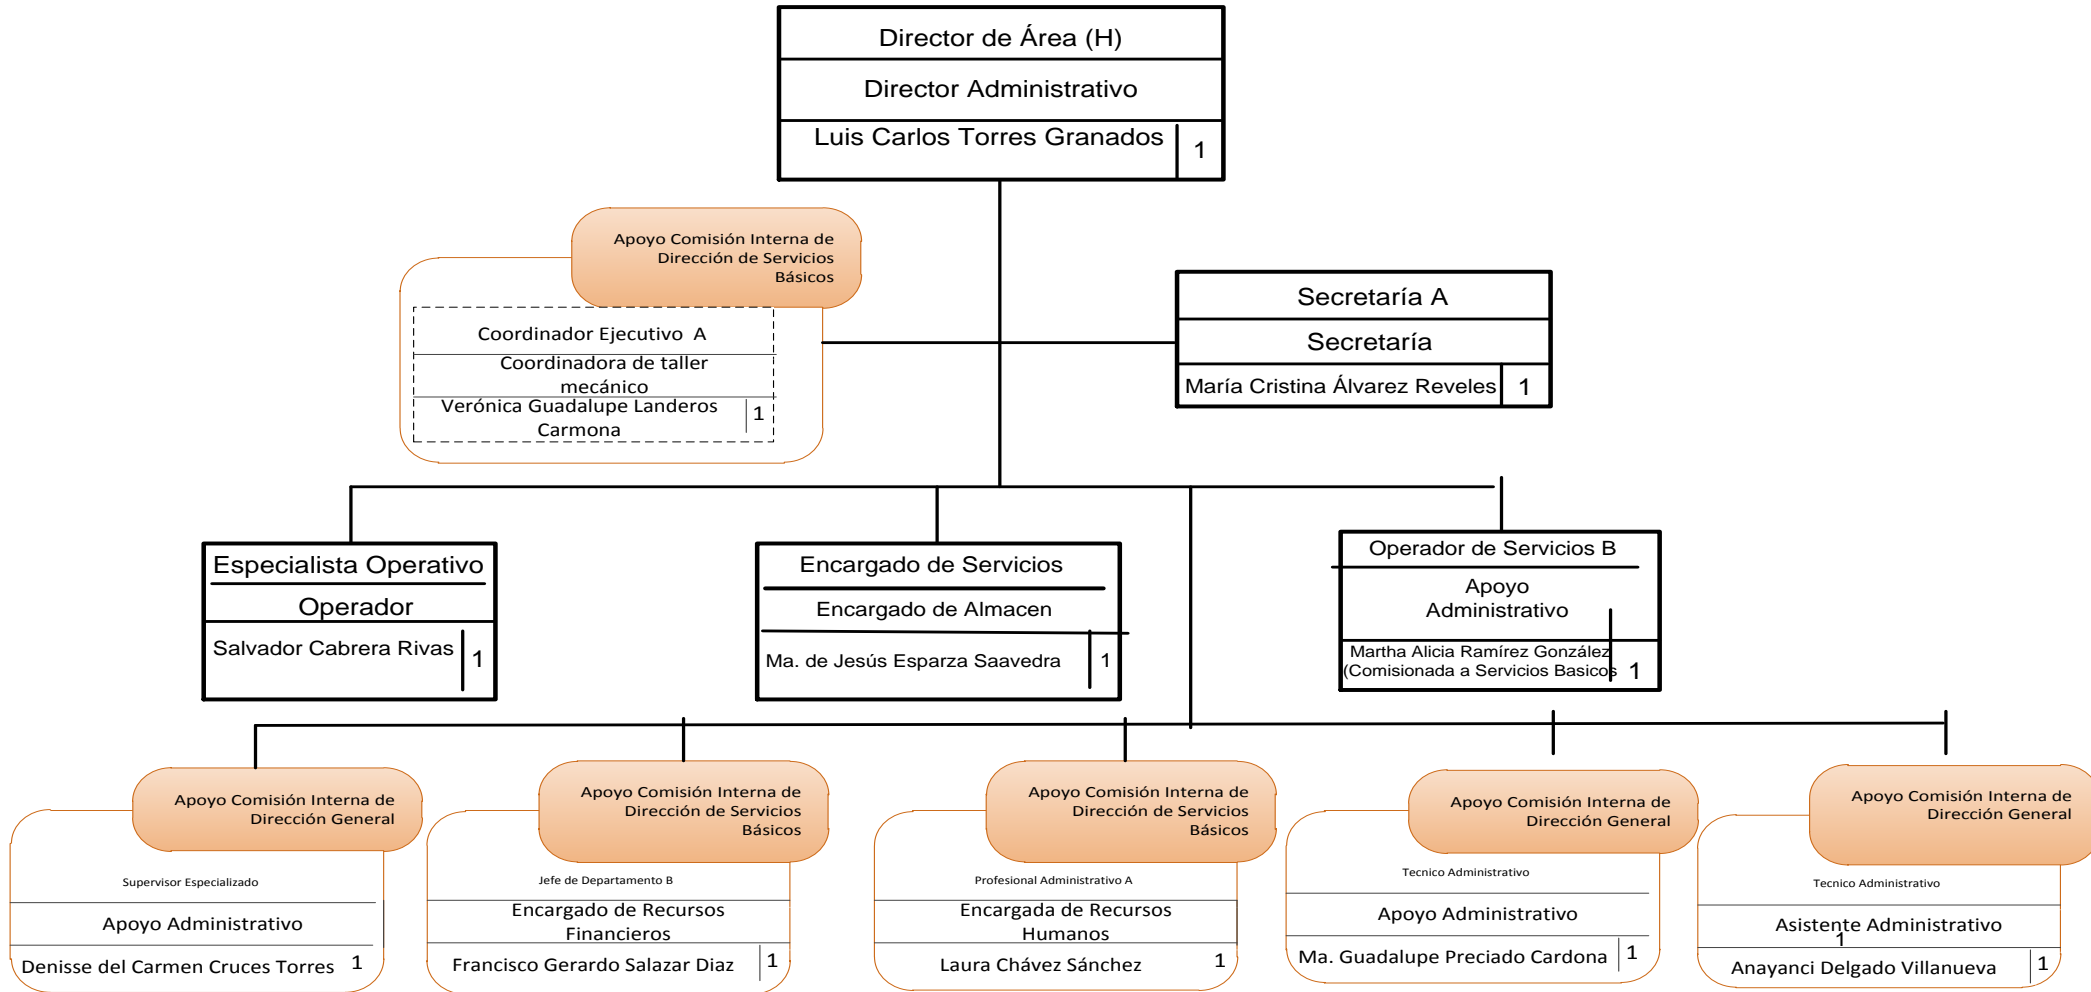 Director de Área (H)
Director Administrativo
Luis Carlos Torres Granados
1
Apoyo Comisión Interna de
Dirección de Servicios
Básicos
Coordinador Ejecutivo  A
Coordinadora de taller
mecánico
Verónica Guadalupe Landeros
Carmona
1
Secretaría A
Secretaría
María Cristina Álvarez Reveles
1
Especialista Operativo
Operador
Salvador Cabrera Rivas
1
Encargado de Servicios
Encargado de Almacen
Ma. de Jesús Esparza Saavedra
1
Operador de Servicios B
Apoyo
Administrativo
Martha Alicia Ramírez González
(Comisionada a Servicios Basicos
1
Apoyo Comisión Interna de
Dirección General
Supervisor Especializado
Apoyo Administrativo
Denisse del Carmen Cruces Torres
1
Apoyo Comisión Interna de
Dirección de Servicios
Básicos
Jefe de Departamento B
Encargado de Recursos
Financieros
Francisco Gerardo Salazar Diaz
1
Apoyo Comisión Interna de
Dirección de Servicios
Básicos
Profesional Administrativo A
Encargada de Recursos
Humanos
Laura Chávez Sánchez
1
Apoyo Comisión Interna de
Dirección General
Tecnico Administrativo
Apoyo Administrativo
Ma. Guadalupe Preciado Cardona
1
Apoyo Comisión Interna de
Dirección General
Tecnico Administrativo
Asistente Administrativo
1
Anayanci Delgado Villanueva
1